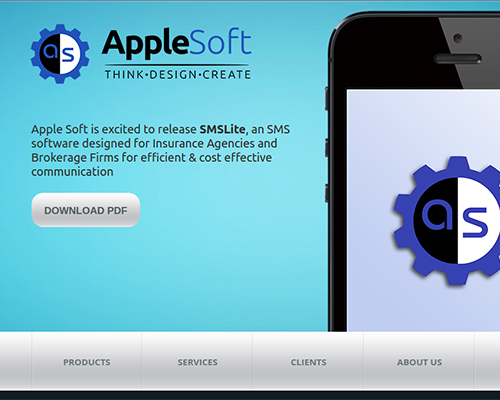 as AppleSoft
THINK•DESIGN•CREATE
Apple Soft is excited to release SMSLite, an SMS
software designed for Insurance Agencies and
Brokerage Firms for efficient & cost effective
communication
DOWNLOAD PDF
as
PRODUCTS SERVICES CLIENTS ABOUT US